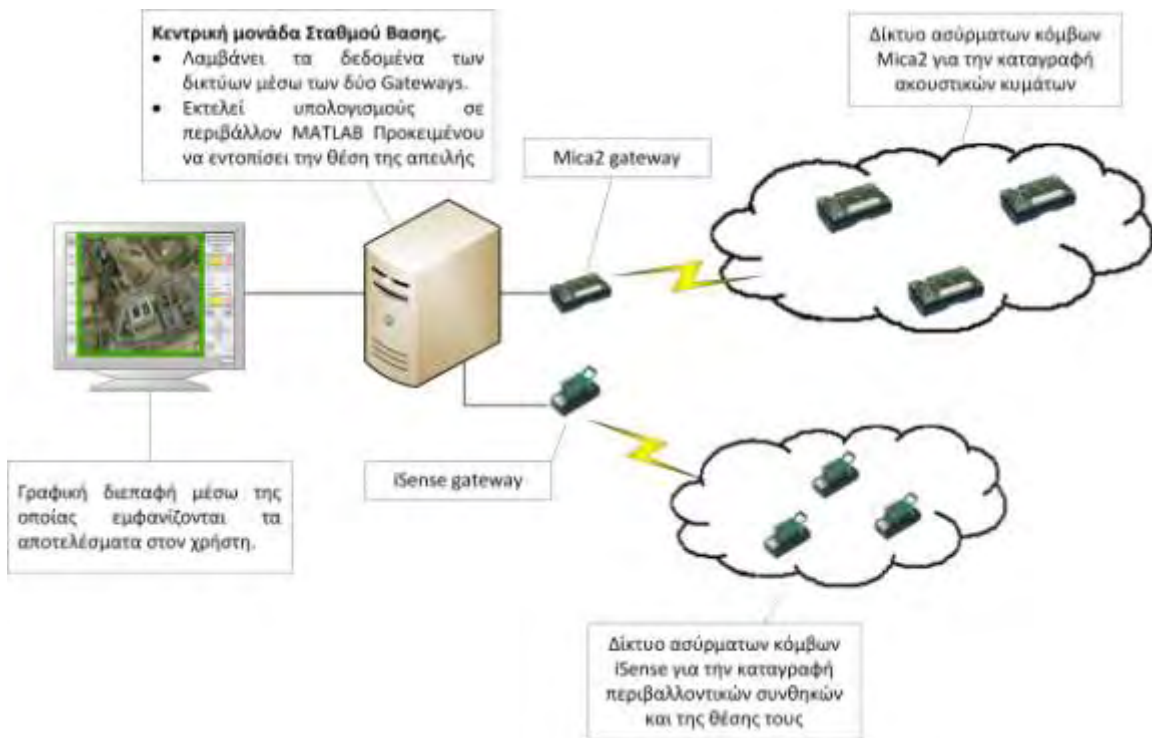 Κεντρική μονάδα Σταθμού Βασης.
• Λαμβάνει τα δεδομένα των
δικτύων μέσω των δύο Gateways.
• Εκτελεί υπολογισμούς σε
περιβάλλον MATLAB Προκειμένου
να εντοπίσει την θέση της απειλής
Mica2 gateway
Δίκτυο ασύρματων κόμβων
Mica2 για την καταγραφή
ακουστικών κυμάτων
iSense gateway
Γραφική διεπαφή μέσω της
οποίας εμφανίζονται τα
αποτελέσματα στον χρήστη.
Δίκτυο ασύρματων κόμβων
iSense για την καταγραφή
περιβαλλοντικών συνθηκών
και της θέσης τους